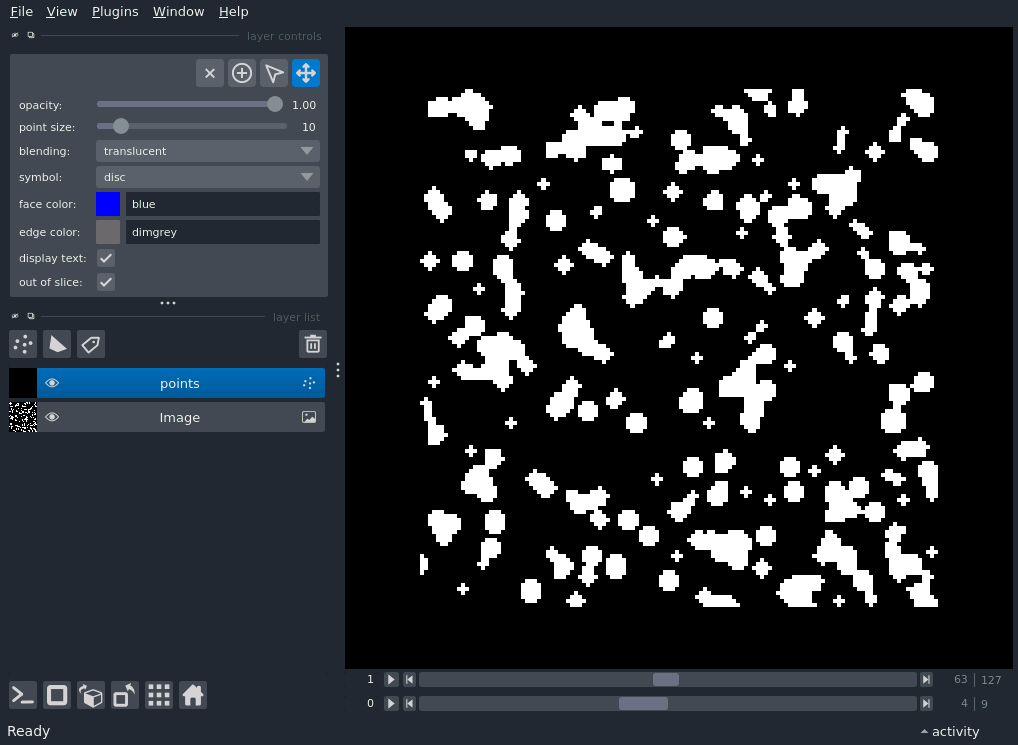 File View Plugins Window Help
layer controls
opacity: 1.00
point size: 10
blending: translucent
symbol: disc
face color: blue
edge color: dimgrey
display text:
out of slice:
layer list
points
Image
1 63 127
0 4 9
Ready activity